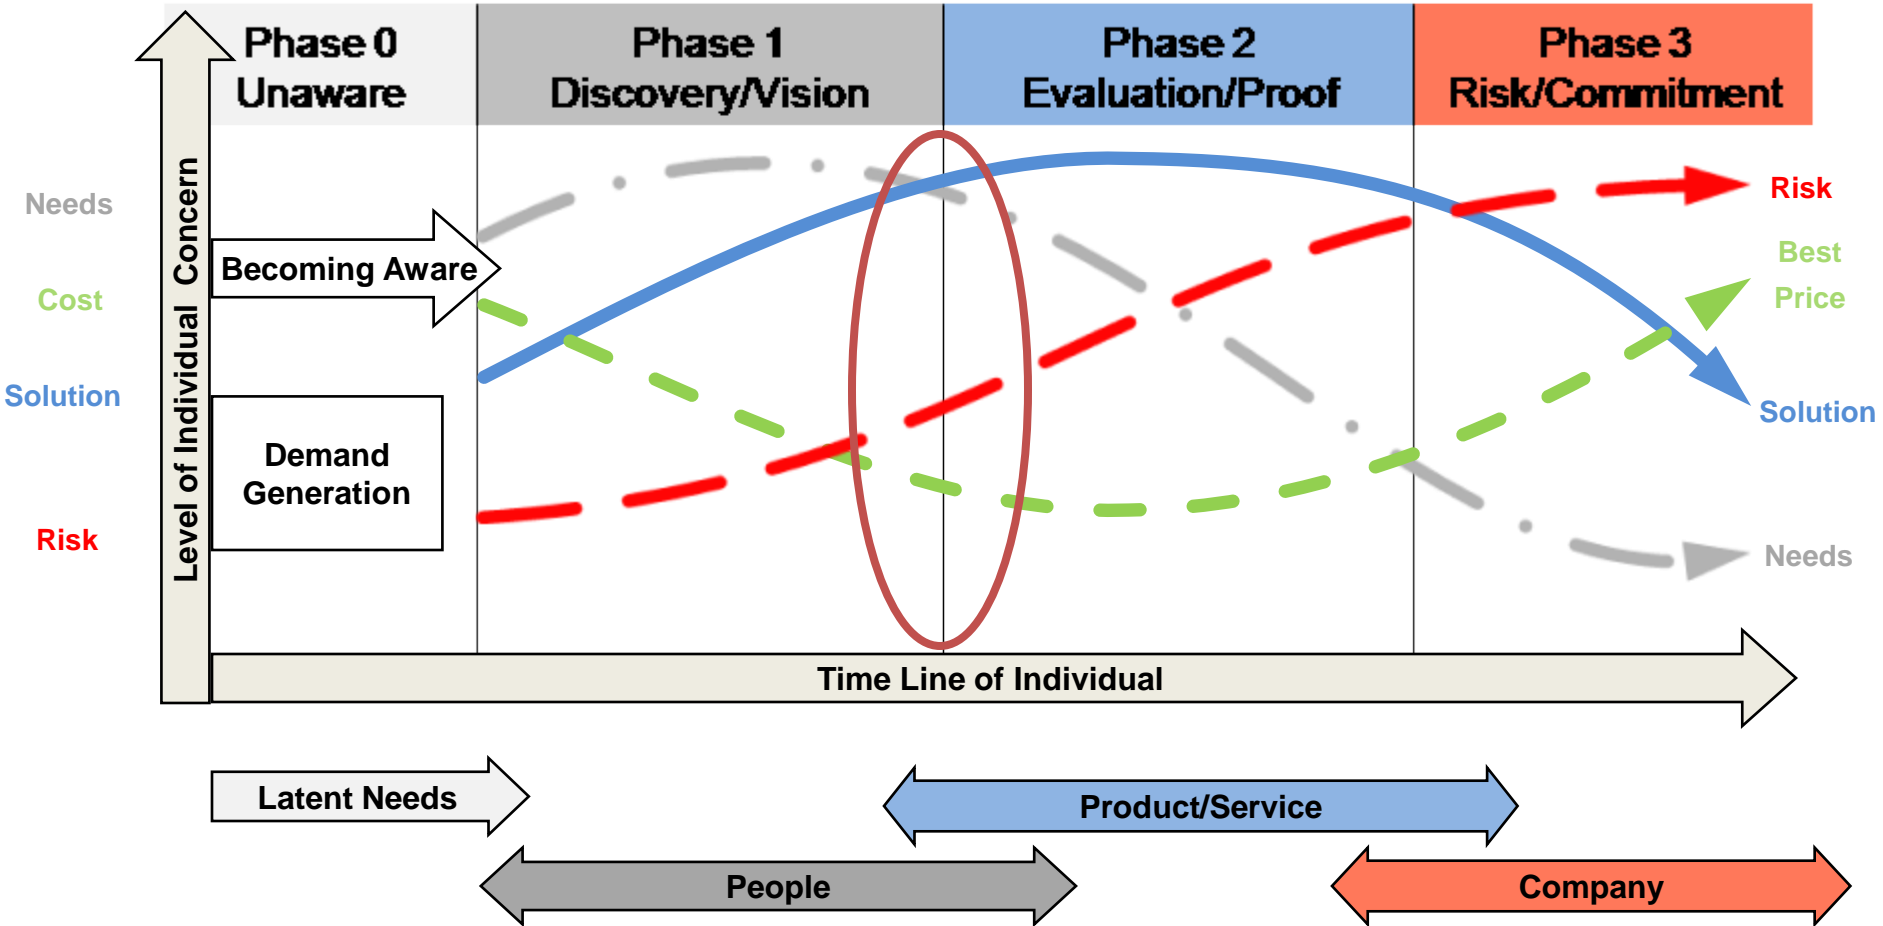 Phase 0
Unaware
Phase 1
Discovery/Vision
Phase 2
Evaluation/Proof
Phase 3
Risk/Commitment
Level of Individual Concern
Needs
Cost
Solution
Risk
Becoming Aware
Demand
Generation
Risk
Best
Price
Solution
Needs
Time Line of Individual
Latent Needs
Product/Service
People
Company